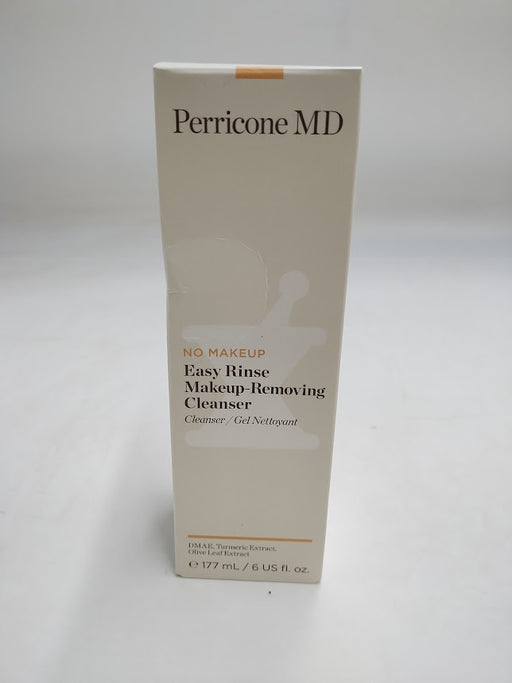 Perricone MD
NO MAKEUP
Easy Rinse
Makeup-Removing
Cleanser
Cleanser / Gel Nettoyant
DMAE, Turmeric Extract,
Olive Leaf Extract
℮ 177 mL / 6 US fl. oz.